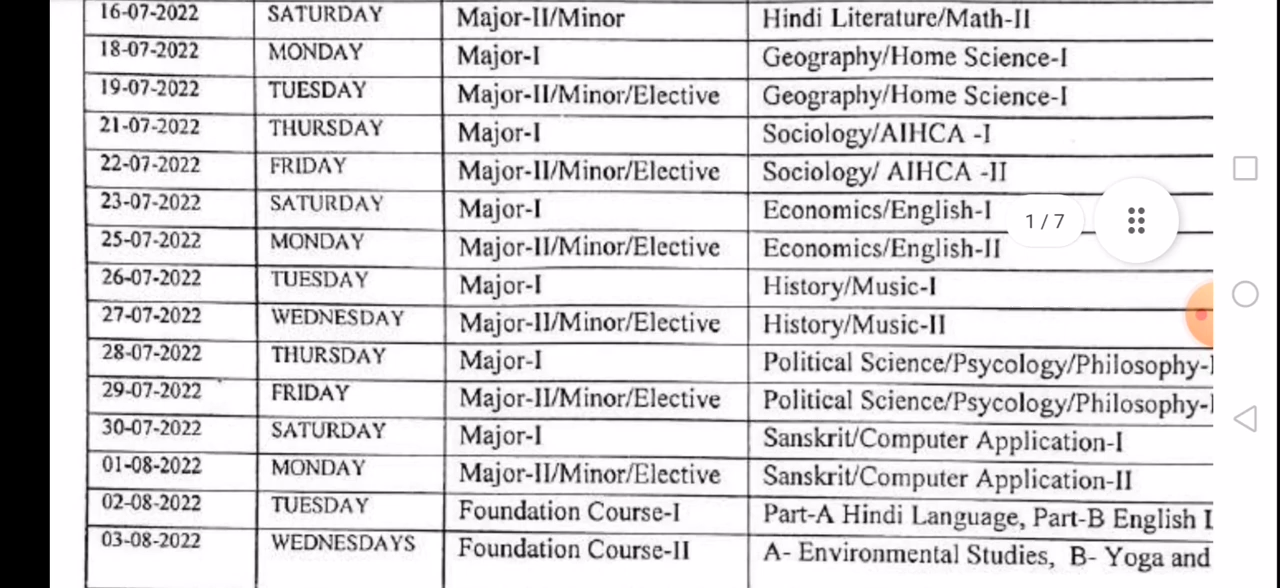 16-07-2022 SATURDAY Major-II/Minor Hindi Literature/Math-II
18-07-2022 MONDAY Major-I Geography/Home Science-I
19-07-2022 TUESDAY Major-II/Minor/Elective Geography/Home Science-I
21-07-2022 THURSDAY Major-I Sociology/AIHCA -I
22-07-2022 FRIDAY Major-II/Minor/Elective Sociology/ AIHCA -II
23-07-2022 SATURDAY Major-I Economics/English-I
1 / 7
25-07-2022 MONDAY Major-II/Minor/Elective Economics/English-II
26-07-2022 TUESDAY Major-I History/Music-I
27-07-2022 WEDNESDAY Major-II/Minor/Elective History/Music-II
28-07-2022 THURSDAY Major-I Political Science/Psycology/Philosophy-
29-07-2022 FRIDAY Major-II/Minor/Elective Political Science/Psycology/Philosophy-
30-07-2022 SATURDAY Major-I Sanskrit/Computer Application-I
01-08-2022 MONDAY Major-II/Minor/Elective Sanskrit/Computer Application-II
02-08-2022 TUESDAY Foundation Course-I Part-A Hindi Language, Part-B English
03-08-2022 WEDNESDAYS Foundation Course-II A- Environmental Studies, B- Yoga and